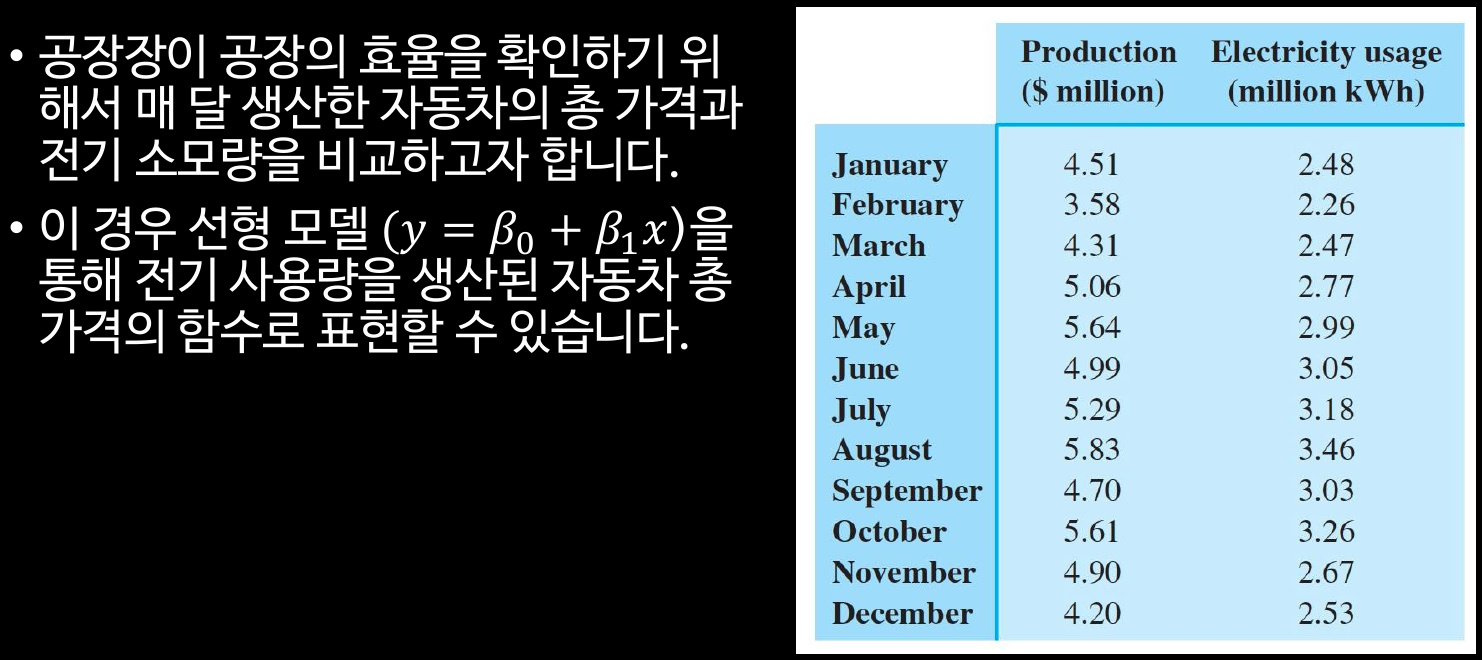 • 공장장이 공장의 효율을 확인하기 위
해서 매 달 생산한 자동차의 총 가격과
전기 소모량을 비교하고자 합니다.
• 이 경우 선형 모델 (y = β₀ + β₁x)을
통해 전기 사용량을 생산된 자동차 총
가격의 함수로 표현할 수 있습니다.
Production Electricity usage
($ million) (million kWh)
January 4.51 2.48
February 3.58 2.26
March 4.31 2.47
April 5.06 2.77
May 5.64 2.99
June 4.99 3.05
July 5.29 3.18
August 5.83 3.46
September 4.70 3.03
October 5.61 3.26
November 4.90 2.67
December 4.20 2.53